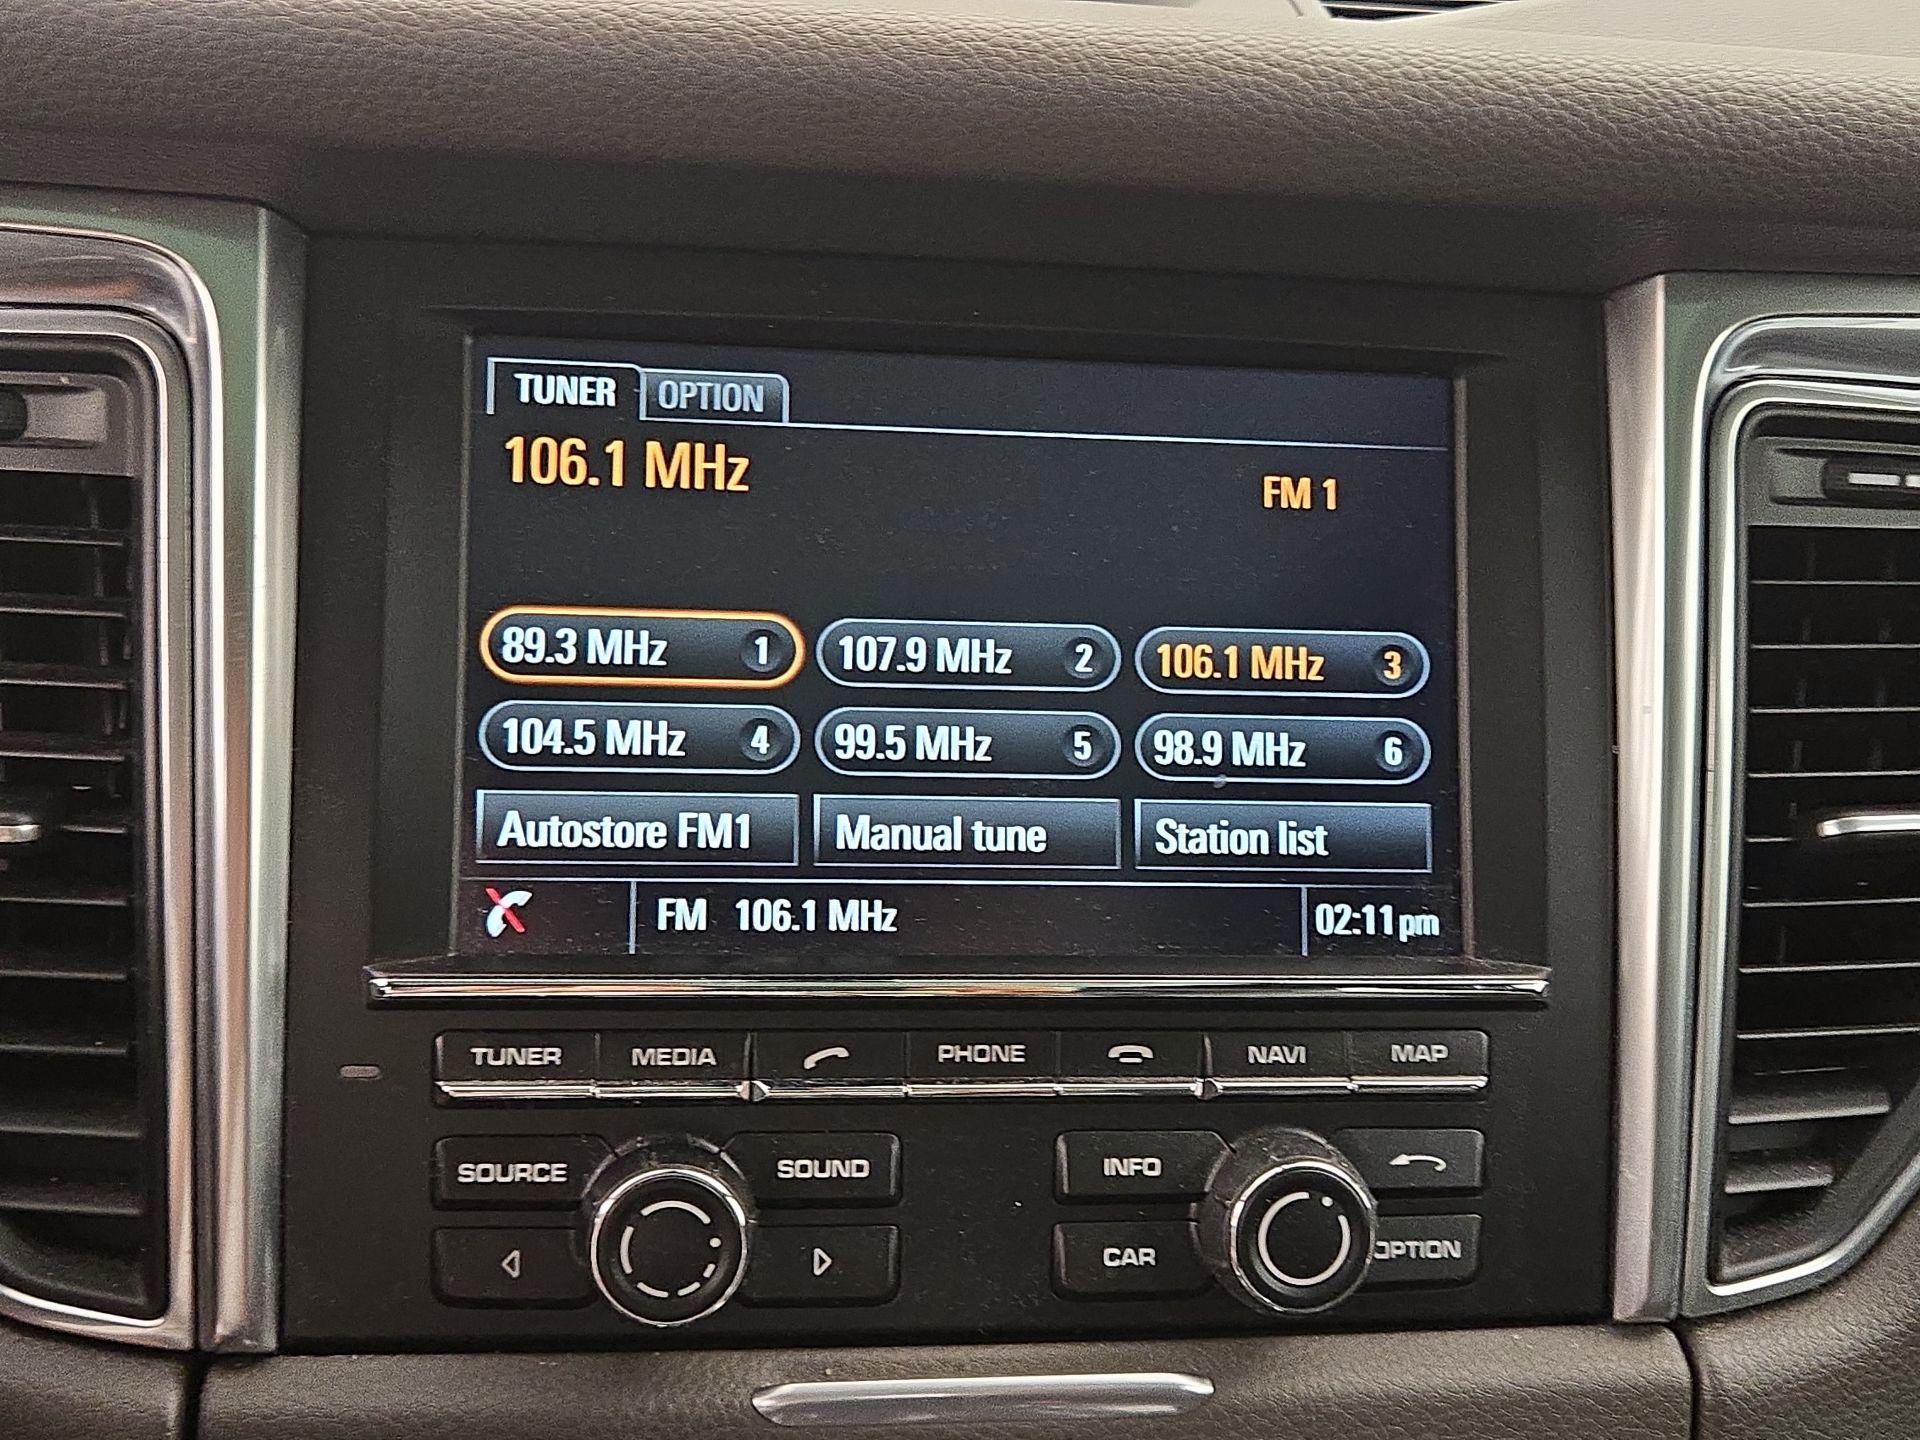 TUNER OPTION
106.1 MHz
FM 1
89.3 MHz 1 107.9 MHz 2 106.1 MHz 3
104.5 MHz 4 99.5 MHz 5 98.9 MHz 6
Autostore FM1 Manual tune Station list
FM 106.1 MHz 02:11 pm
TUNER MEDIA PHONE NAVI MAP
SOURCE SOUND INFO
CAR OPTION